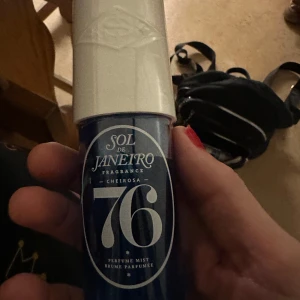 SOL
DE
JANEIRO
FRAGRANCE
- CHEIROSA -
76
PERFUME MIST
BRUME PARFUMÉE